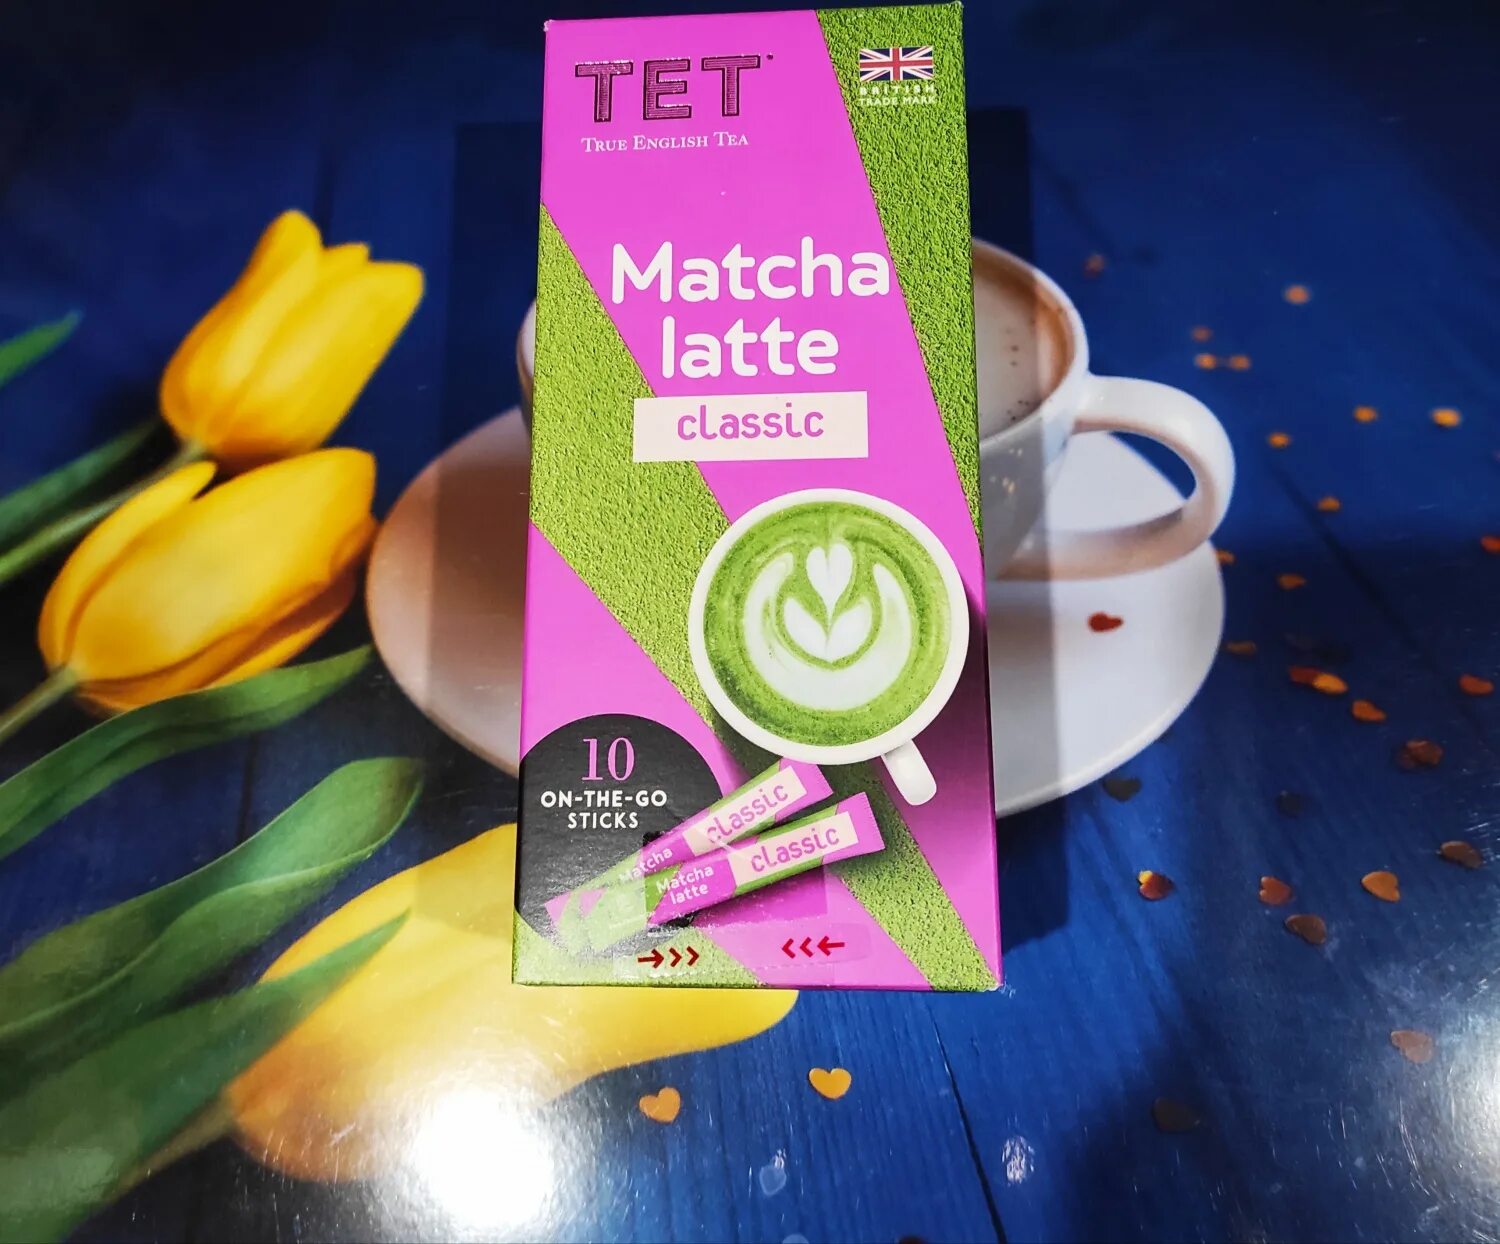 TET
TRUE ENGLISH TEA
BRITISH
TRADE MARK
Matcha
latte
classic
10
ON-THE-GO
STICKS
classic
Matcha
classic
Matcha
latte